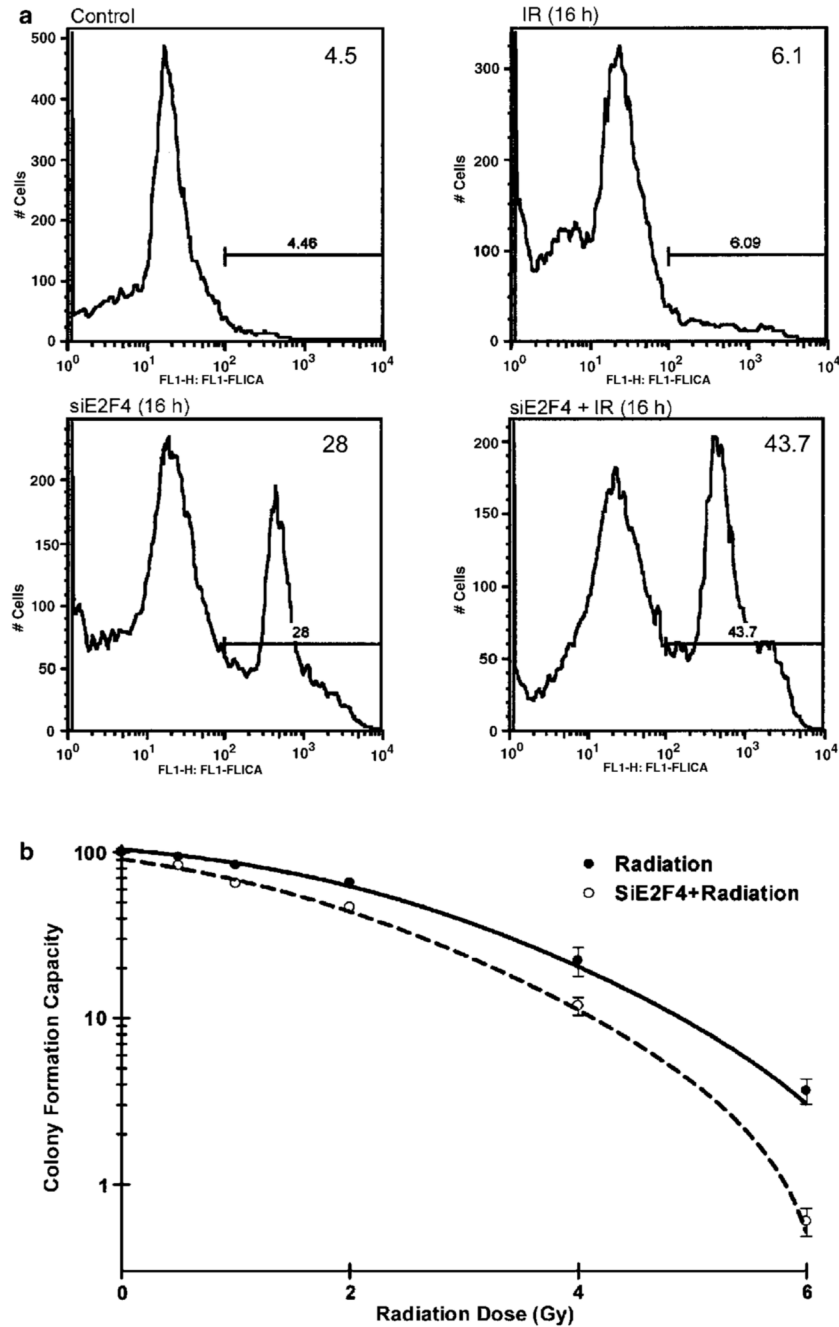 a
Control
4.5
500
400
300
200
100
0
# Cells
4.46
10^0 10^1 10^2 10^3 10^4
FL1-H: FL1-FLICA
IR (16 h)
6.1
300
200
100
0
# Cells
6.09
10^0 10^1 10^2 10^3 10^4
FL1-H: FL1-FLICA
siE2F4 (16 h)
28
200
150
100
50
0
# Cells
28
10^0 10^1 10^2 10^3 10^4
FL1-H: FL1-FLICA
siE2F4 + IR (16 h)
43.7
200
150
100
50
0
# Cells
43.7
10^0 10^1 10^2 10^3 10^4
FL1-H: FL1-FLICA
b
100
10
1
Colony Formation Capacity
Radiation
SiE2F4+Radiation
0 2 4 6
Radiation Dose (Gy)